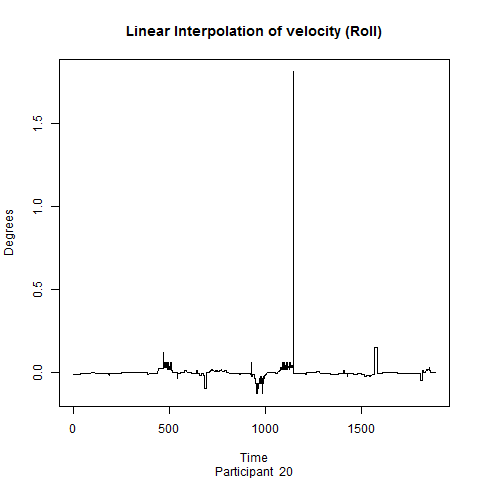 Linear Interpolation of velocity (Roll)
Degrees
1.5
1.0
0.5
0.0
0 500 1000 1500
Time
Participant 20